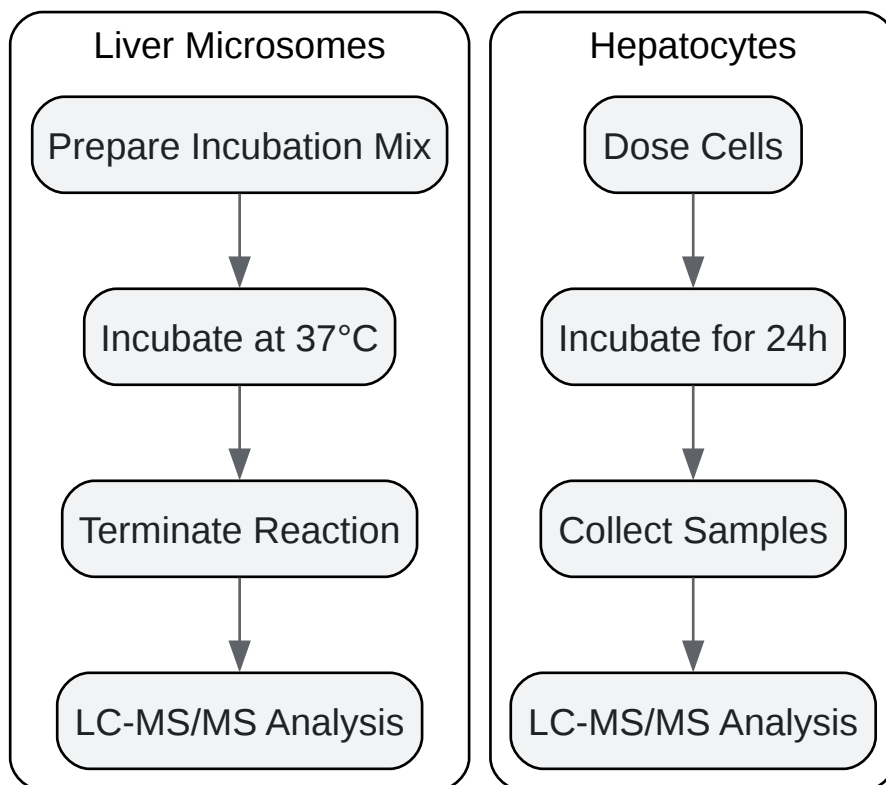 Liver Microsomes
Prepare Incubation Mix
Incubate at 37°C
Terminate Reaction
LC-MS/MS Analysis
Hepatocytes
Dose Cells
Incubate for 24h
Collect Samples
LC-MS/MS Analysis